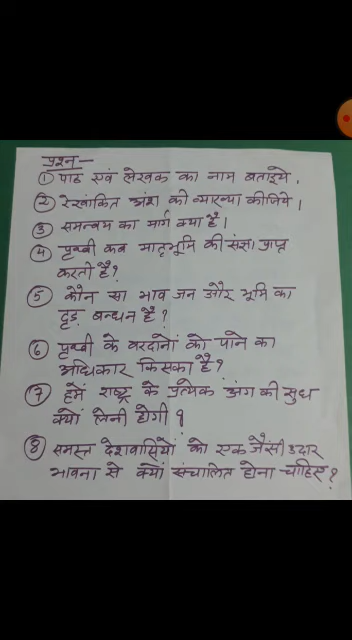 प्रश्न—
① पाठ एवं लेखक का नाम बताइये ।
② रेखांकित अंश की व्याख्या कीजिये ।
③ समन्वय का मार्ग क्या है ।
④ पृथ्वी कब मातृभूमि की संज्ञा प्राप्त
करती है ?
⑤ कौन सा भाव जन और भूमि का
दृढ़ बन्धन है ?
⑥ पृथ्वी के वरदानों को पाने का
अधिकार किसका है ?
⑦ हमें राष्ट्र के प्रत्येक अंग की सुध
क्यों लेनी होगी ?
⑧ समस्त देशवासियों को एक जैसी उदार
भावना से क्यों संचालित होना चाहिए ?